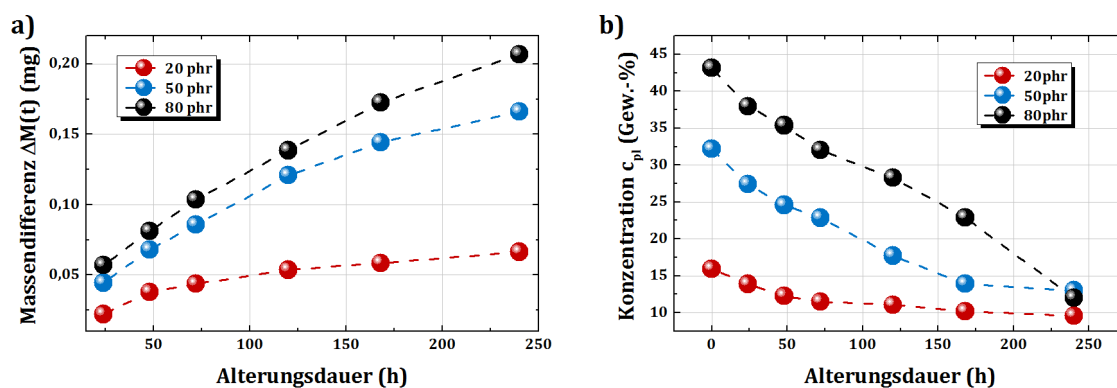 a)
Massendifferenz ΔM(t) (mg)
0,20
0,15
0,10
0,05
20 phr
50 phr
80 phr
50
100
150
200
250
Alterungsdauer (h)
b)
Konzentration c_pl (Gew.-%)
45
40
35
30
25
20
15
10
20phr
50phr
80phr
0
50
100
150
200
250
Alterungsdauer (h)